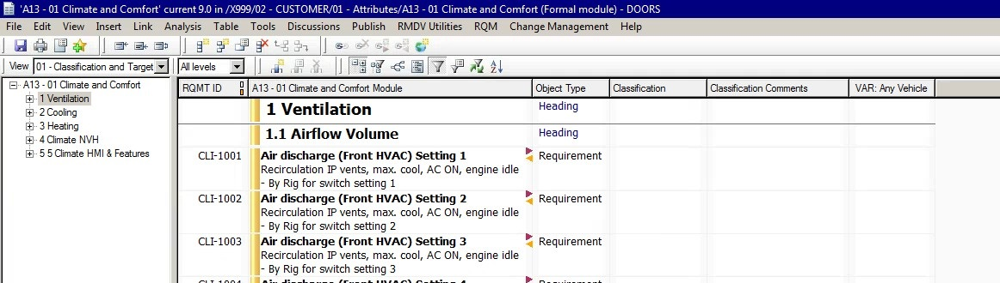 'A13 - 01 Climate and Comfort' current 9.0 in /X999/02 - CUSTOMER/01 - Attributes/A13 - 01 Climate and Comfort (Formal module) - DOORS
File Edit View Insert Link Analysis Table Tools Discussions Publish RMDV Utilities RQM Change Management Help
View 01 - Classification and Target All levels
A13 - 01 Climate and Comfort
1 Ventilation
2 Cooling
3 Heating
4 Climate NVH
5 5 Climate HMI & Features
RQMT ID A13 - 01 Climate and Comfort Module Object Type Classification Classification Comments VAR: Any Vehicle
1 Ventilation Heading
1.1 Airflow Volume Heading
CLI-1001 Air discharge (Front HVAC) Setting 1 Requirement
Recirculation IP vents, max. cool, AC ON, engine idle
- By Rig for switch setting 1
CLI-1002 Air discharge (Front HVAC) Setting 2 Requirement
Recirculation IP vents, max. cool, AC ON, engine idle
- By Rig for switch setting 2
CLI-1003 Air discharge (Front HVAC) Setting 3 Requirement
Recirculation IP vents, max. cool, AC ON, engine idle
- By Rig for switch setting 3
CLI-1004 Air discharge (Front HVAC) Setting 4